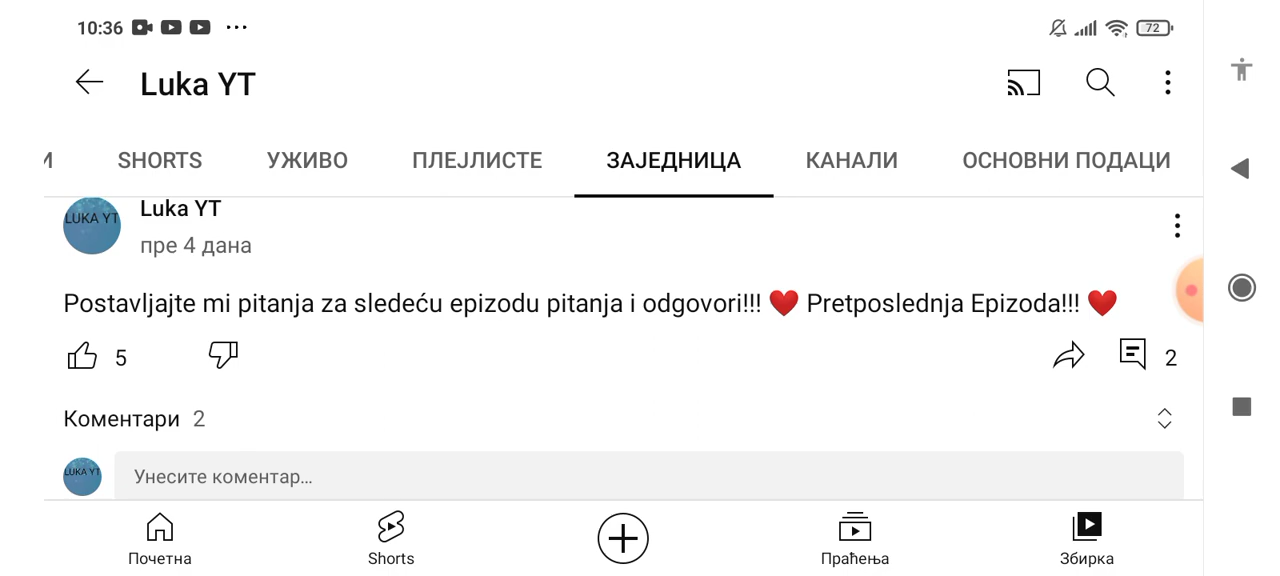 10:36
72
Luka YT
И SHORTS УЖИВО ПЛЕЈЛИСТЕ ЗАЈЕДНИЦА КАНАЛИ ОСНОВНИ ПОДАЦИ
LUKA YT
Luka YT
пре 4 дана
Postavljajte mi pitanja za sledeću epizodu pitanja i odgovori!!! ❤️ Pretposlednja Epizoda!!! ❤️
5 2
Коментари 2
LUKA YT
Унесите коментар...
Почетна Shorts Праћења Збирка